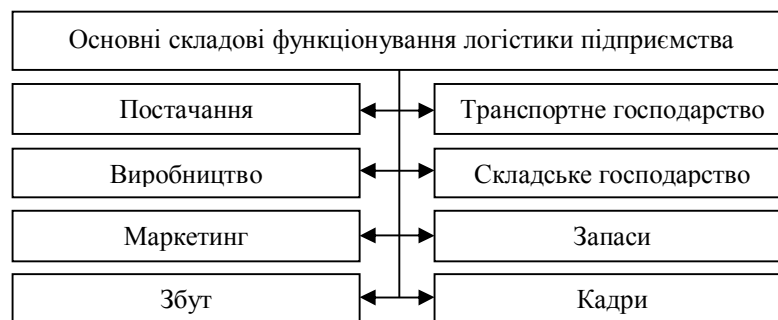 Основні складові функціонування логістики підприємства
Постачання
Транспортне господарство
Виробництво
Складське господарство
Маркетинг
Запаси
Збут
Кадри